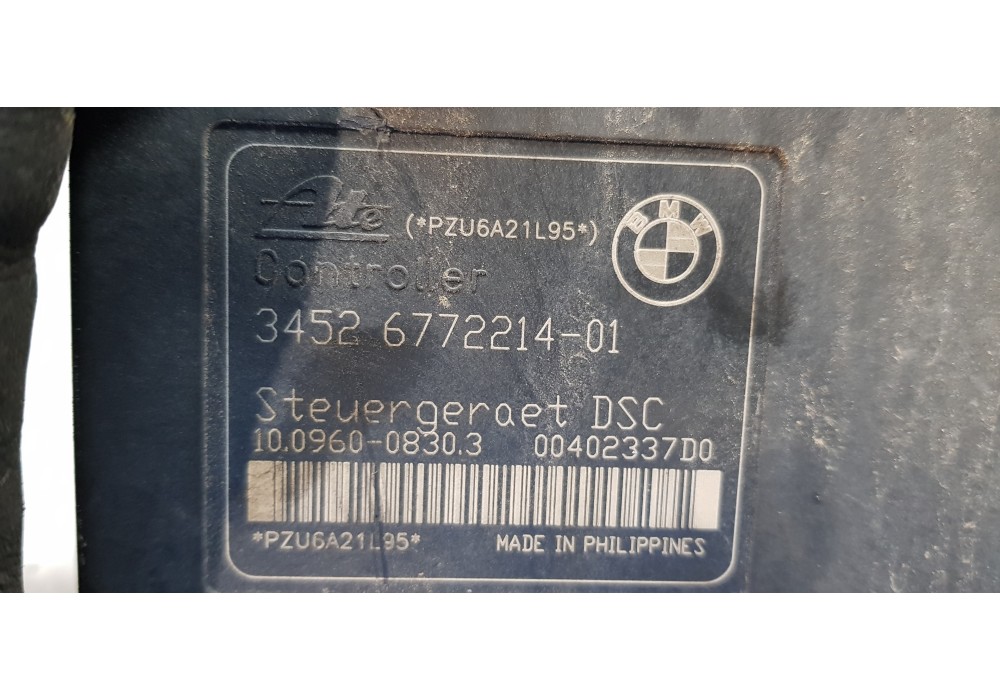 Ate (*PZU6A21L95*) BMW
Controller
3452 6772214-01
Steuergeraet DSC
10.0960-0830.3 00402337D0
*PZU6A21L95* MADE IN PHILIPPINES